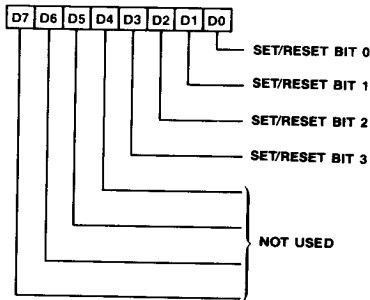 D7 D6 D5 D4 D3 D2 D1 D0
SET/RESET BIT 0
SET/RESET BIT 1
SET/RESET BIT 2
SET/RESET BIT 3
NOT USED